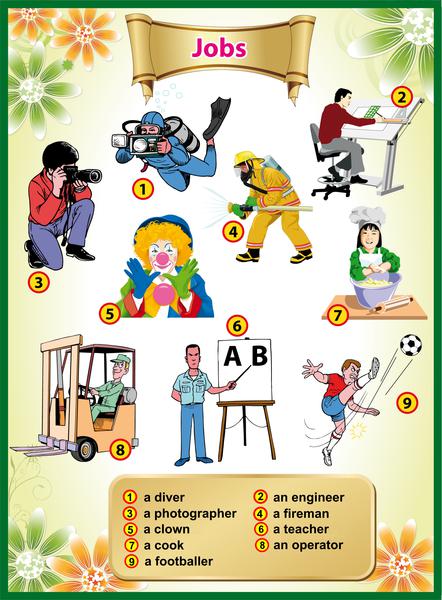 Jobs
1
2
3
4
5
6
A B
7
8
9
1 a diver 2 an engineer
3 a photographer 4 a fireman
5 a clown 6 a teacher
7 a cook 8 an operator
9 a footballer